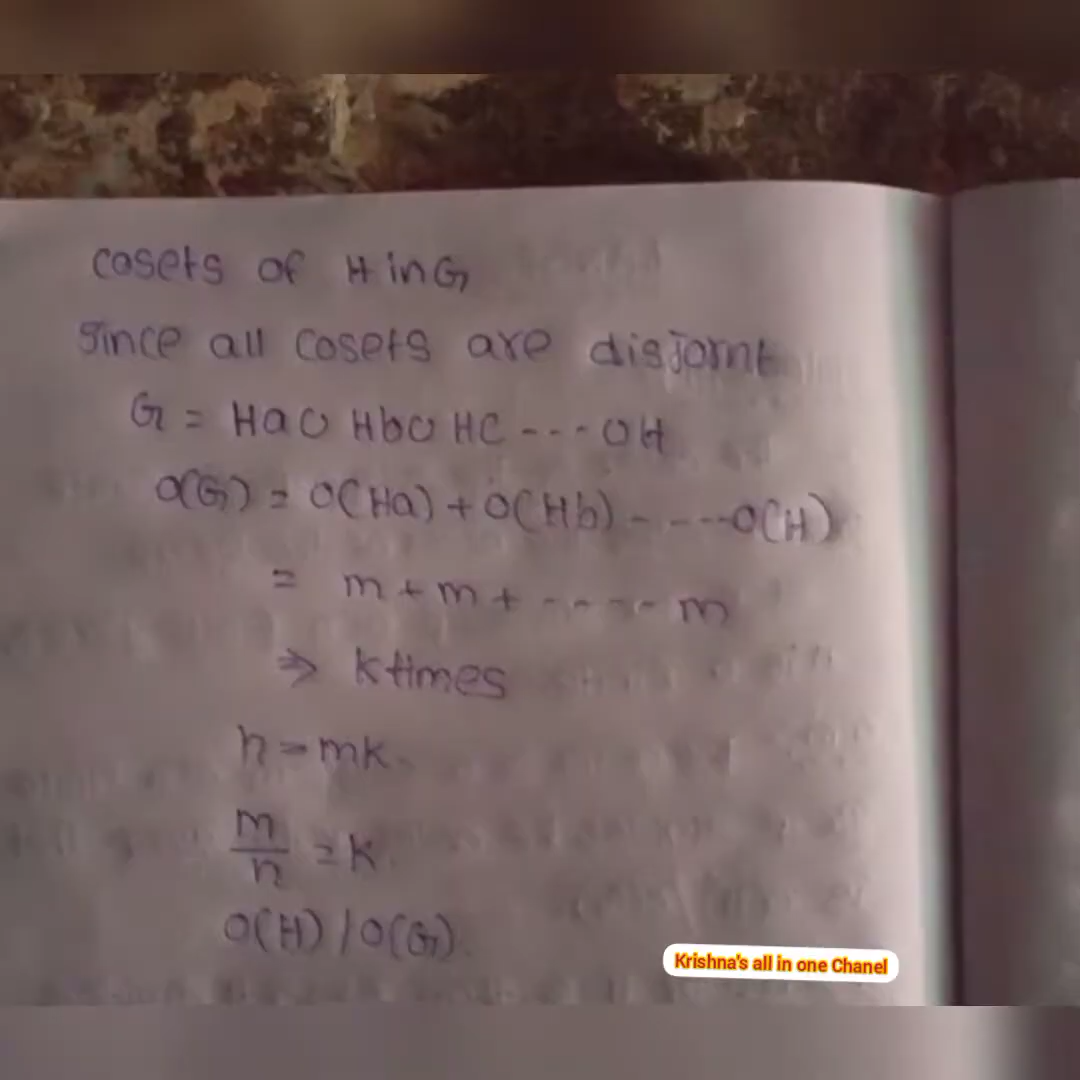 cosets of H in G
Since all cosets are disjoint
G = Ha ∪ Hb ∪ Hc ---- ∪ H
O(G) = O(Ha) + O(Hb) - - --- O(H)
= m + m + - - - - - m
⇒ k times
n = mk.
m/n = k
O(H) / O(G).
Krishna's all in one Chanel